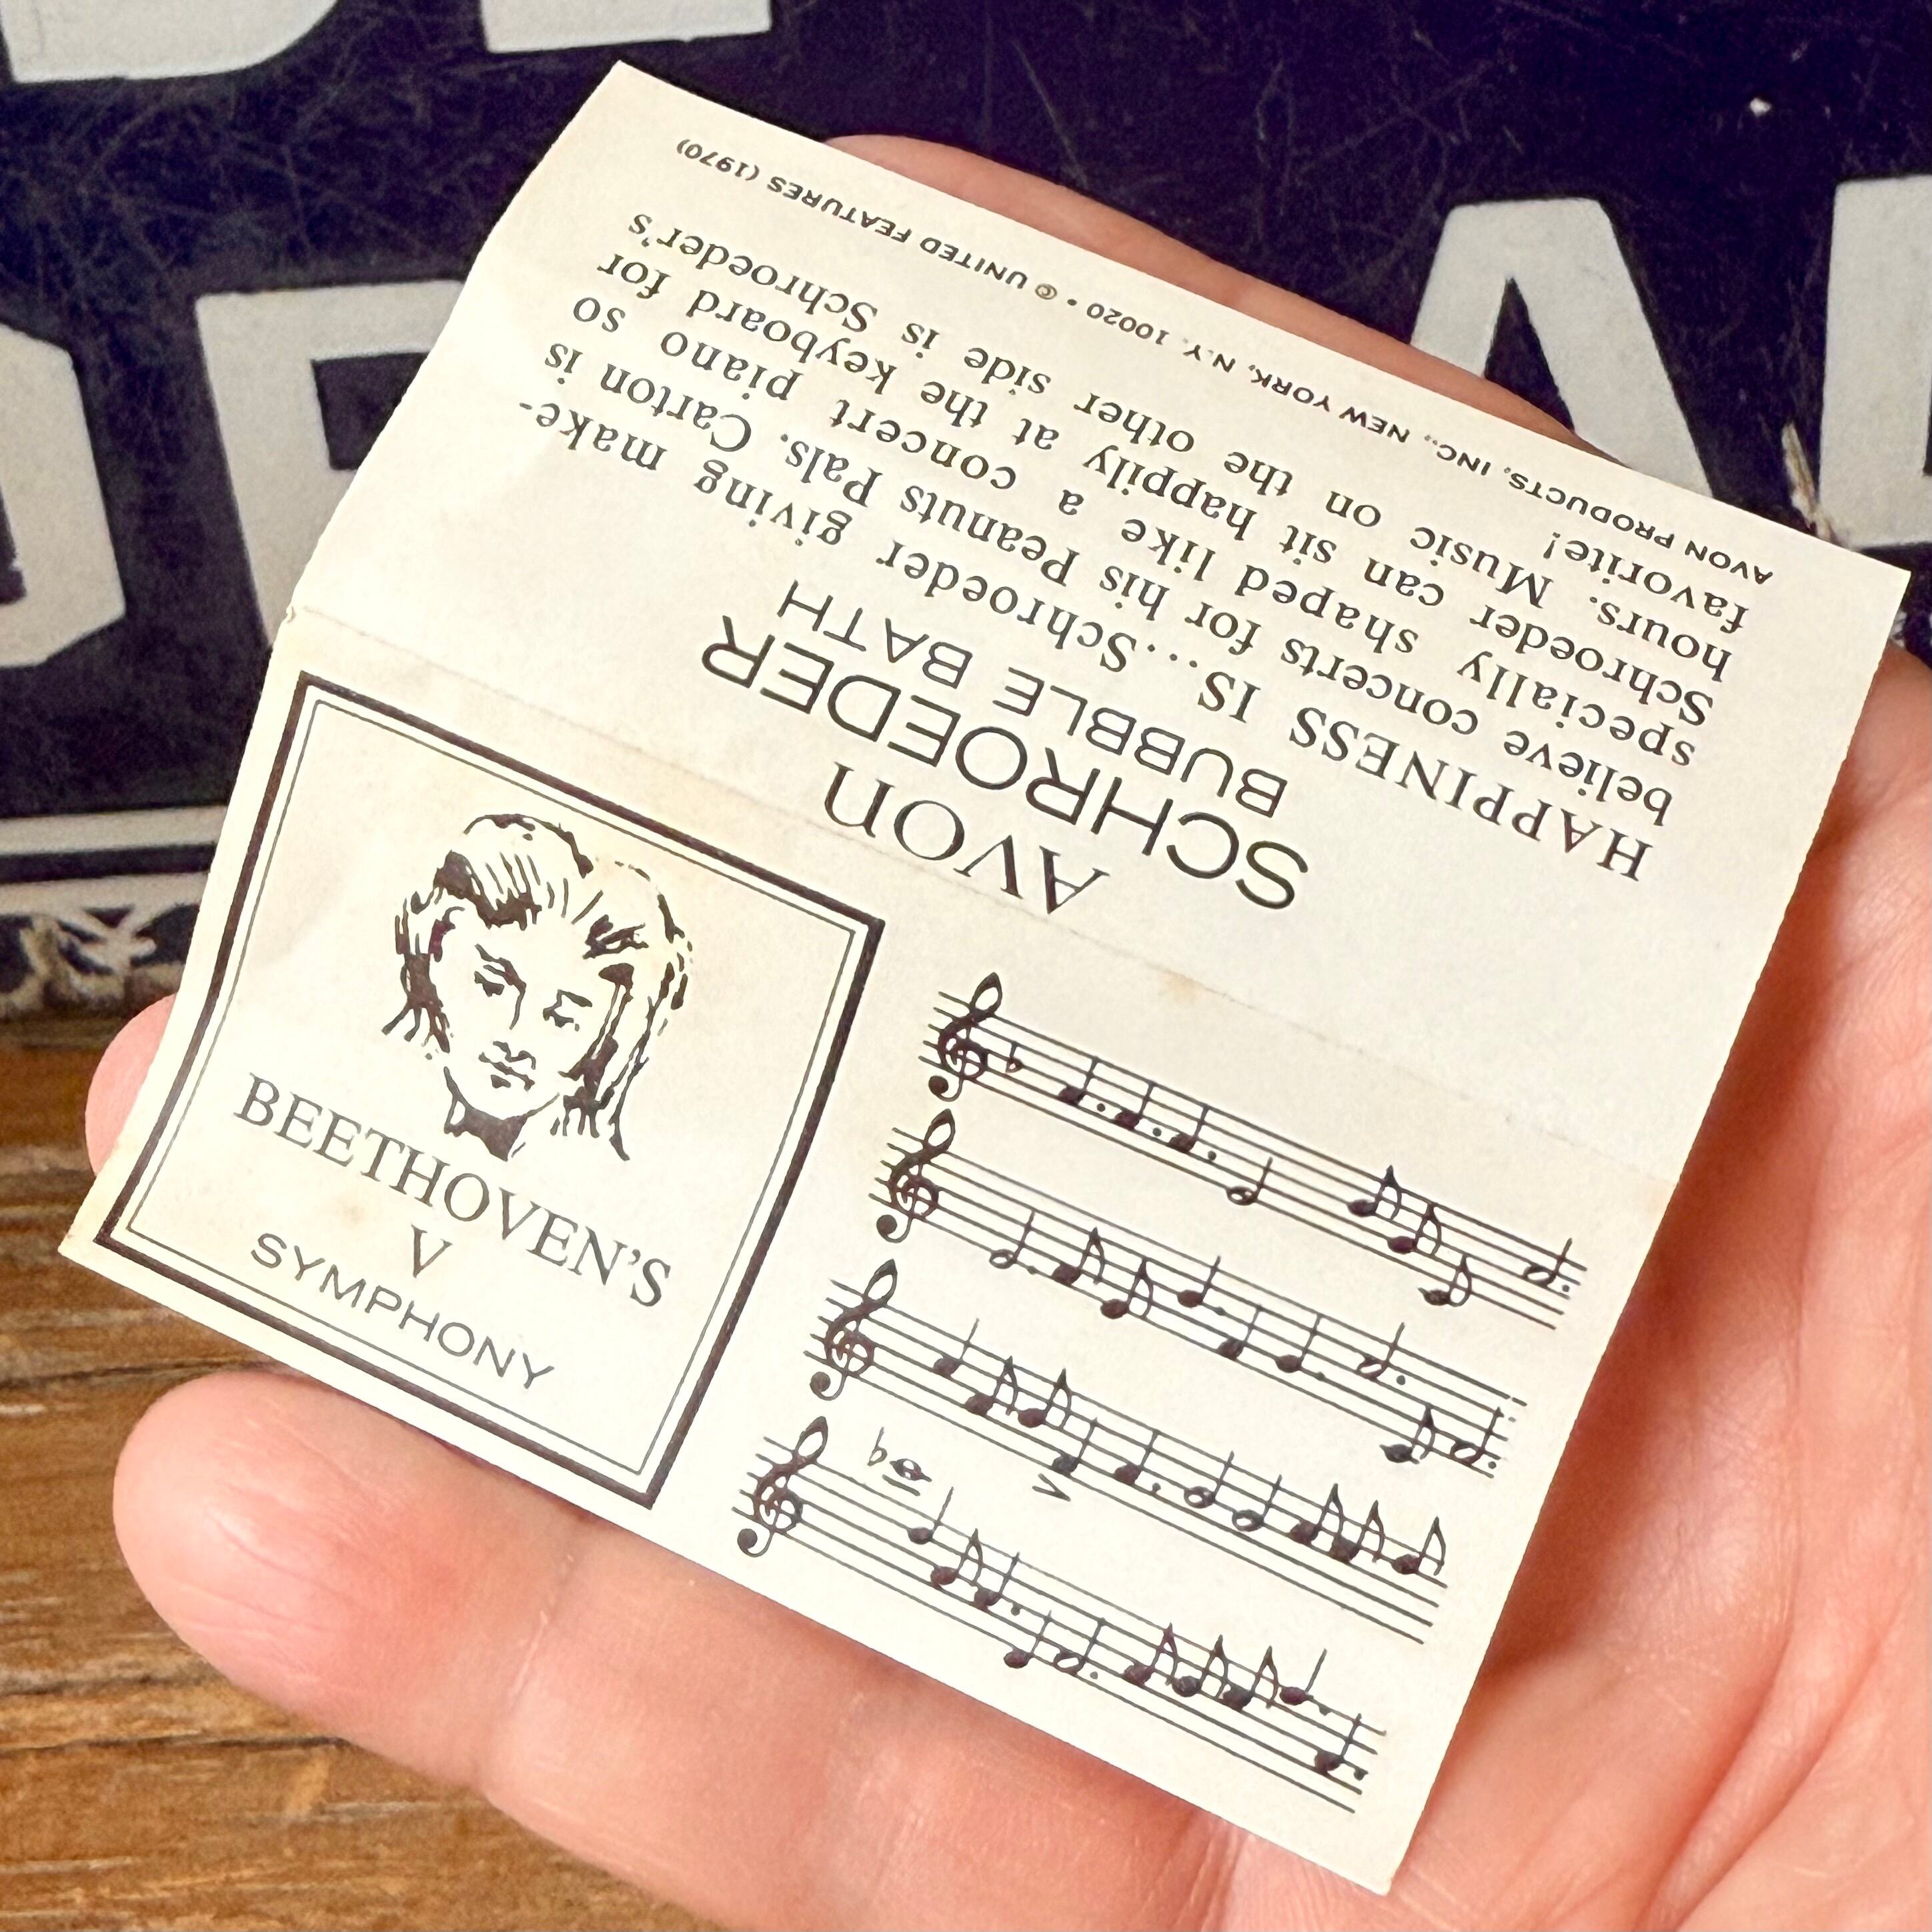 Avon
SCHROEDER
BUBBLE BATH
HAPPINESS IS ...Schroeder giving make-
believe concerts for his Peanuts Pals. Carton is
specially shaped like a concert piano so
Schroeder can sit happily at the keyboard for
hours. Music on the other side is Schroeder's
favorite!
AVON PRODUCTS, INC., NEW YORK, N.Y. 10020 • © UNITED FEATURES (1970)
BEETHOVEN'S
V
SYMPHONY